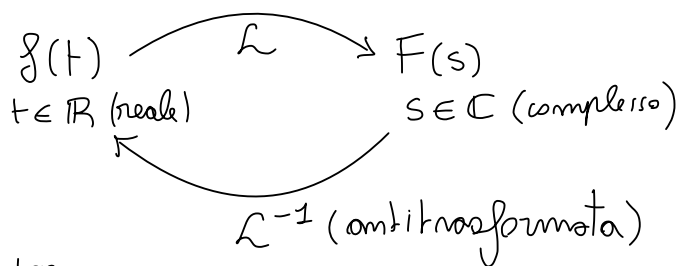 f(t) ℒ F(s)
t ∈ ℝ (reale) s ∈ ℂ (complesso)
ℒ⁻¹ (antitrasformata)